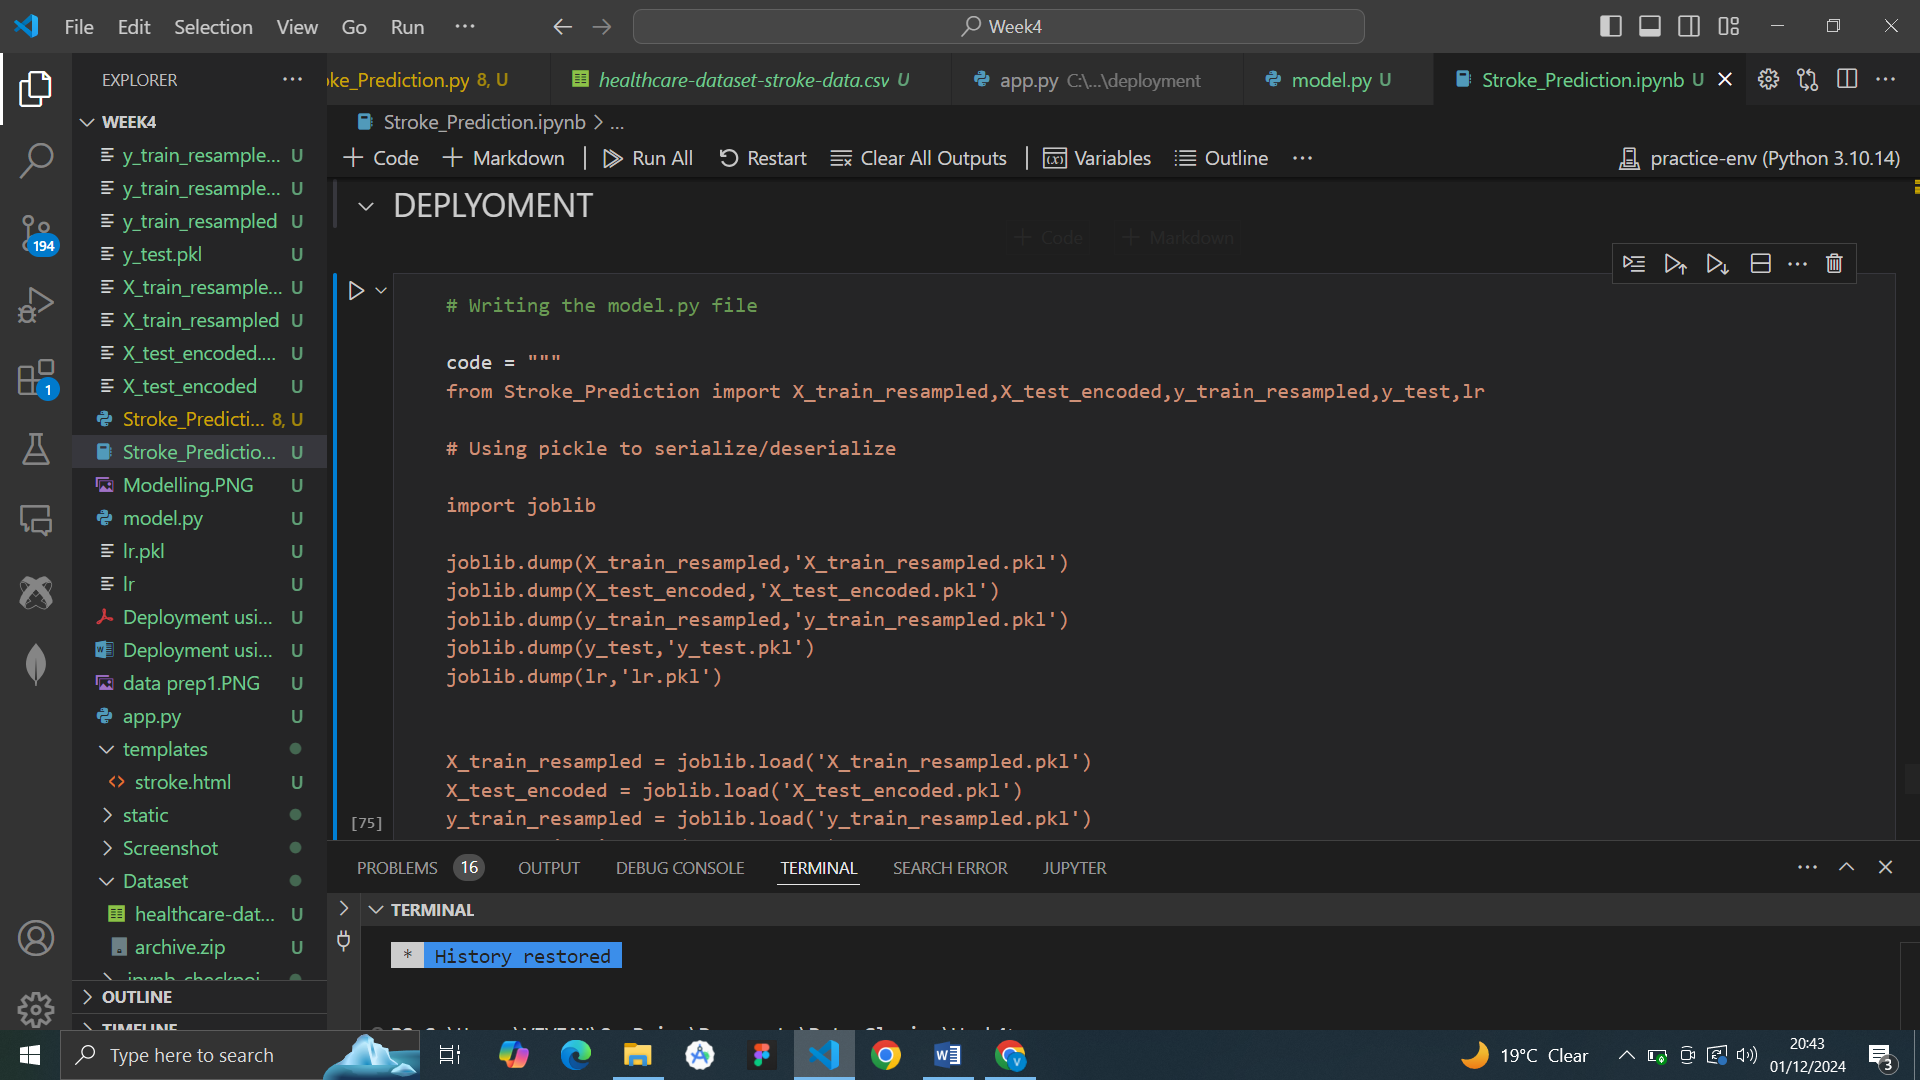 File Edit Selection View Go Run ... Week4
EXPLORER ...
ke_Prediction.py 8, U healthcare-dataset-stroke-data.csv U app.py C:\...\deployment model.py U Stroke_Prediction.ipynb U
Stroke_Prediction.ipynb > ...
+ Code + Markdown Run All Restart Clear All Outputs Variables Outline ... practice-env (Python 3.10.14)
WEEK4
y_train_resample... U
y_train_resample... U
y_train_resampled U
y_test.pkl U
X_train_resample... U
X_train_resampled U
X_test_encoded.... U
X_test_encoded U
Stroke_Predicti... 8, U
Stroke_Predictio... U
Modelling.PNG U
model.py U
lr.pkl U
lr U
Deployment usi... U
Deployment usi... U
data prep1.PNG U
app.py U
templates
stroke.html U
static
Screenshot
Dataset
healthcare-dat... U
archive.zip U
.ipynb_checkpoi...
OUTLINE
TIMELINE
194
1
DEPLYOMENT
+ Code + Markdown
# Writing the model.py file
code = """
from Stroke_Prediction import X_train_resampled,X_test_encoded,y_train_resampled,y_test,lr
# Using pickle to serialize/deserialize
import joblib
joblib.dump(X_train_resampled,'X_train_resampled.pkl')
joblib.dump(X_test_encoded,'X_test_encoded.pkl')
joblib.dump(y_train_resampled,'y_train_resampled.pkl')
joblib.dump(y_test,'y_test.pkl')
joblib.dump(lr,'lr.pkl')
X_train_resampled = joblib.load('X_train_resampled.pkl')
X_test_encoded = joblib.load('X_test_encoded.pkl')
y_train_resampled = joblib.load('y_train_resampled.pkl')
[75]
PROBLEMS 16 OUTPUT DEBUG CONSOLE TERMINAL SEARCH ERROR JUPYTER
TERMINAL
* History restored
Type here to search
19°C Clear
20:43
01/12/2024
3